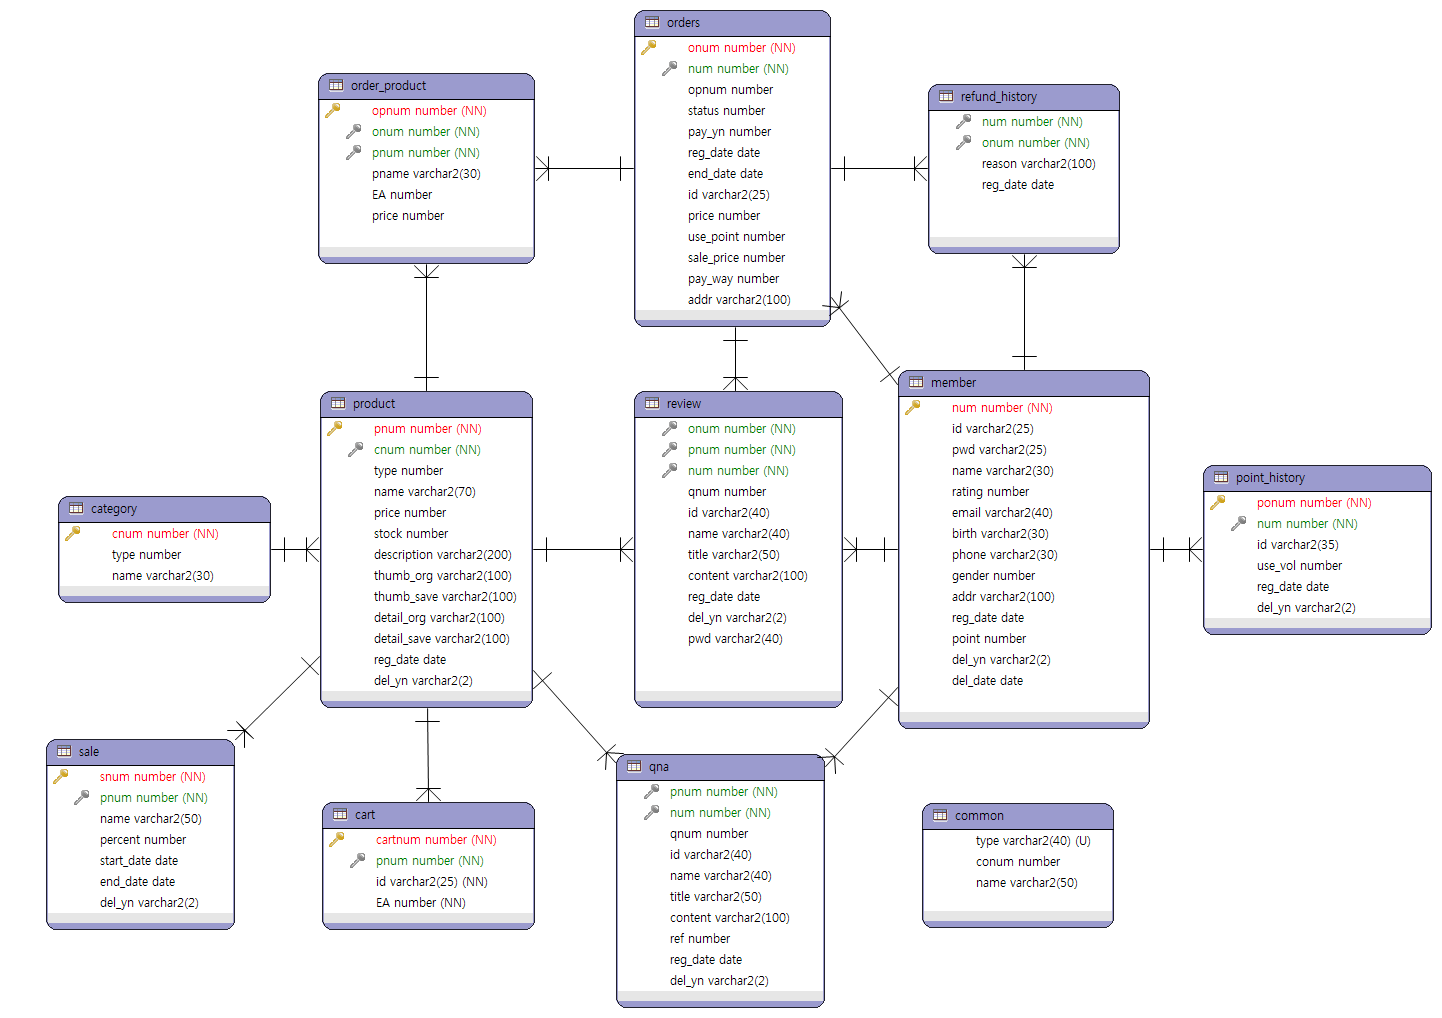 orders
onum number (NN)
num number (NN)
opnum number
status number
pay_yn number
reg_date date
end_date date
id varchar2(25)
price number
use_point number
sale_price number
pay_way number
addr varchar2(100)
order_product
opnum number (NN)
onum number (NN)
pnum number (NN)
pname varchar2(30)
EA number
price number
refund_history
num number (NN)
onum number (NN)
reason varchar2(100)
reg_date date
product
pnum number (NN)
cnum number (NN)
type number
name varchar2(70)
price number
stock number
description varchar2(200)
thumb_org varchar2(100)
thumb_save varchar2(100)
detail_org varchar2(100)
detail_save varchar2(100)
reg_date date
del_yn varchar2(2)
review
onum number (NN)
pnum number (NN)
num number (NN)
qnum number
id varchar2(40)
name varchar2(40)
title varchar2(50)
content varchar2(100)
reg_date date
del_yn varchar2(2)
pwd varchar2(40)
member
num number (NN)
id varchar2(25)
pwd varchar2(25)
name varchar2(30)
rating number
email varchar2(40)
birth varchar2(30)
phone varchar2(30)
gender number
addr varchar2(100)
reg_date date
point number
del_yn varchar2(2)
del_date date
point_history
ponum number (NN)
num number (NN)
id varchar2(35)
use_vol number
reg_date date
del_yn varchar2(2)
category
cnum number (NN)
type number
name varchar2(30)
sale
snum number (NN)
pnum number (NN)
name varchar2(50)
percent number
start_date date
end_date date
del_yn varchar2(2)
cart
cartnum number (NN)
pnum number (NN)
id varchar2(25) (NN)
EA number (NN)
qna
pnum number (NN)
num number (NN)
qnum number
id varchar2(40)
name varchar2(40)
title varchar2(50)
content varchar2(100)
ref number
reg_date date
del_yn varchar2(2)
common
type varchar2(40) (U)
conum number
name varchar2(50)